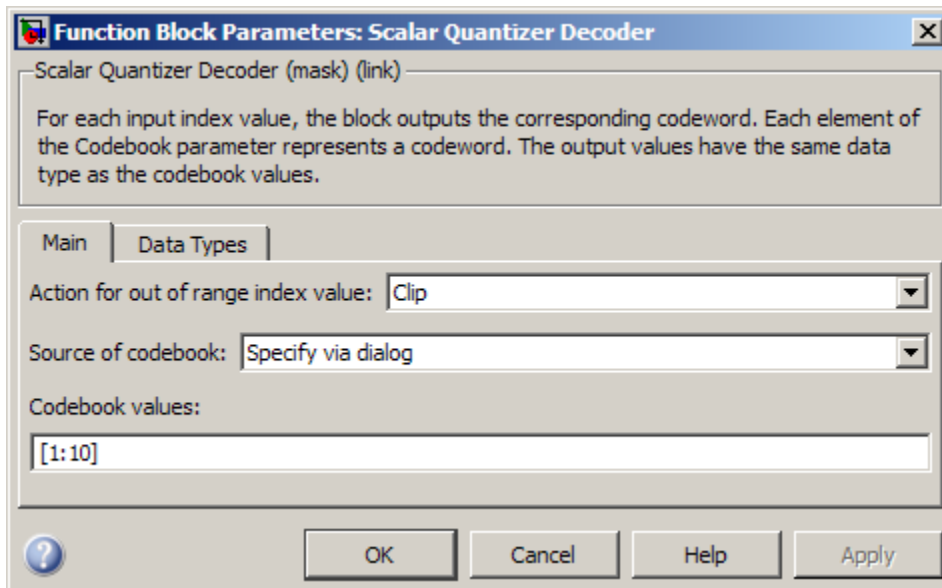 Function Block Parameters: Scalar Quantizer Decoder
Scalar Quantizer Decoder (mask) (link)
For each input index value, the block outputs the corresponding codeword. Each element of
the Codebook parameter represents a codeword. The output values have the same data
type as the codebook values.
Main Data Types
Action for out of range index value: Clip
Source of codebook: Specify via dialog
Codebook values:
[1:10]
? OK Cancel Help Apply